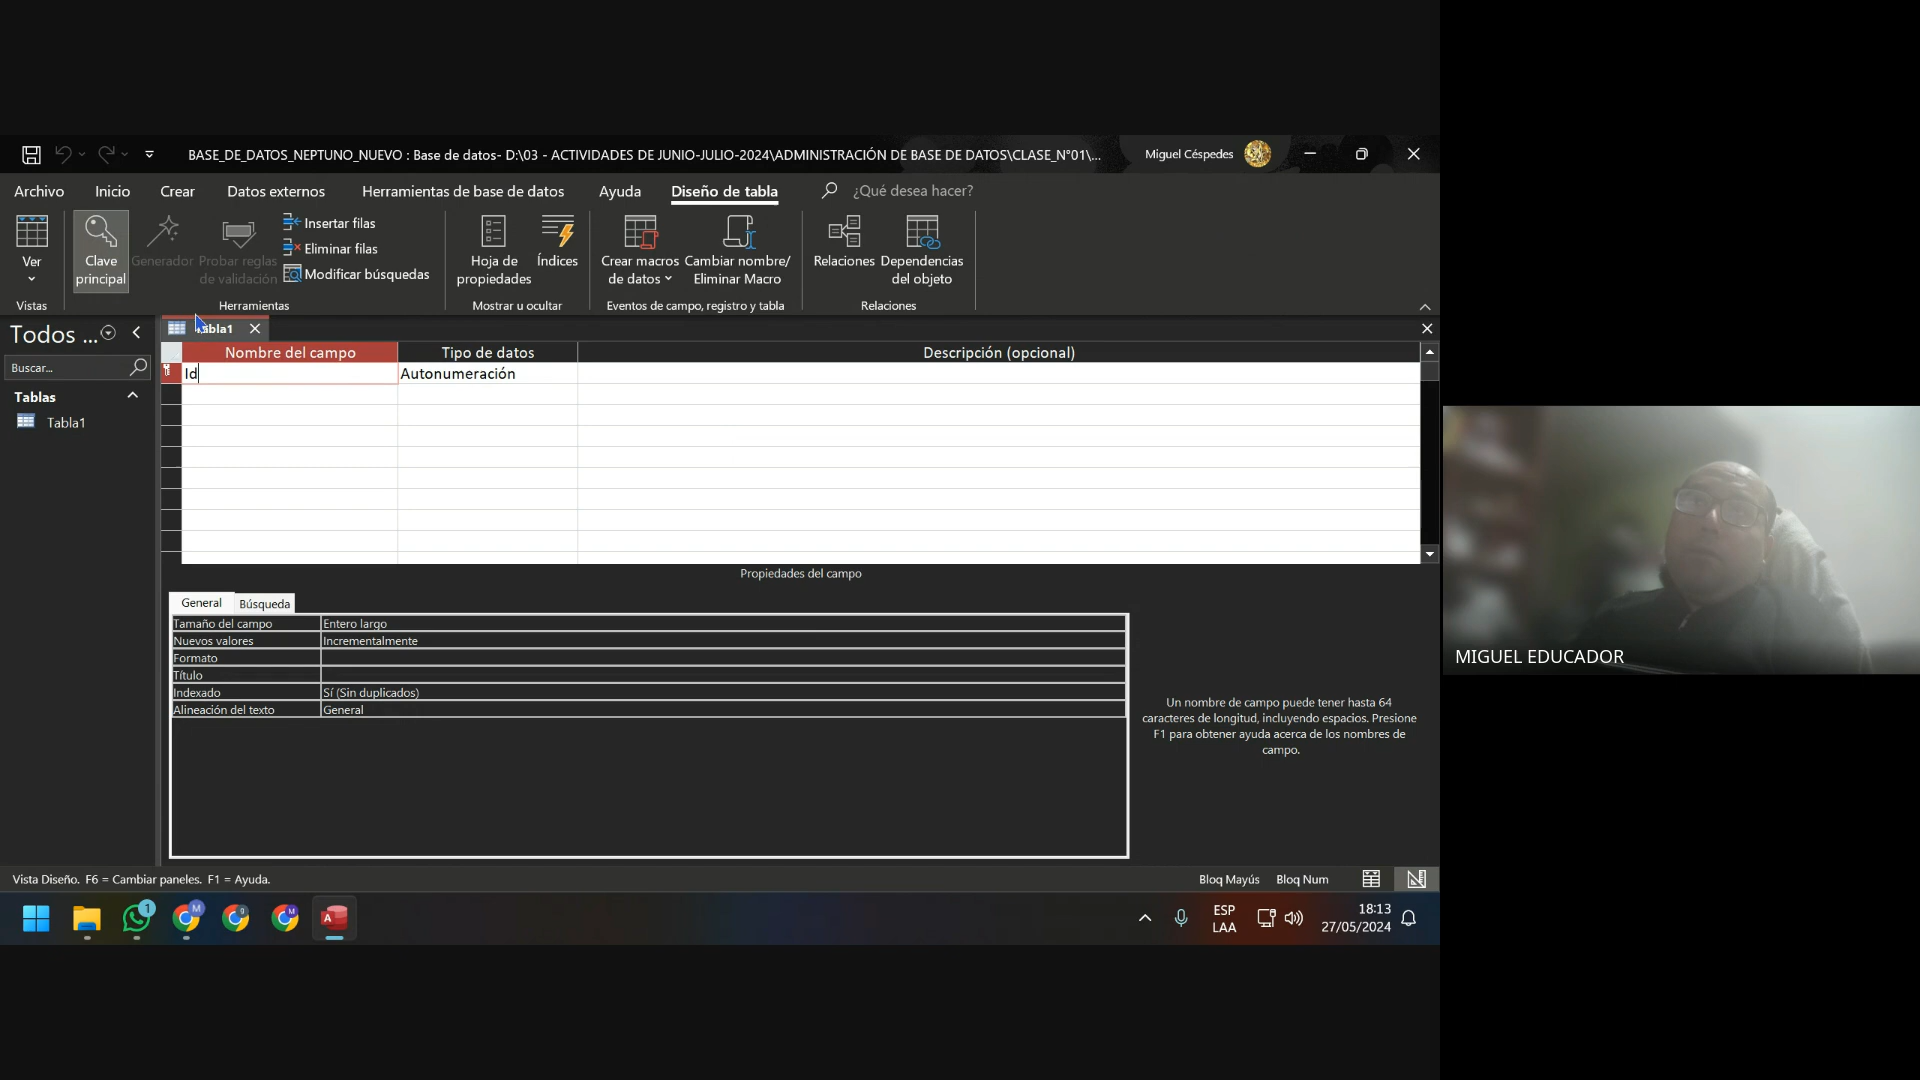 BASE_DE_DATOS_NEPTUNO_NUEVO : Base de datos- D:\03 - ACTIVIDADES DE JUNIO-JULIO-2024\ADMINISTRACIÓN DE BASE DE DATOS\CLASE_N°01\...
Miguel Céspedes
Archivo
Inicio
Crear
Datos externos
Herramientas de base de datos
Ayuda
Diseño de tabla
¿Qué desea hacer?
Ver
Clave principal
Generador
Probar reglas de validación
Insertar filas
Eliminar filas
Modificar búsquedas
Hoja de propiedades
Índices
Crear macros de datos
Cambiar nombre/ Eliminar Macro
Relaciones
Dependencias del objeto
Vistas
Herramientas
Mostrar u ocultar
Eventos de campo, registro y tabla
Relaciones
Todos ...
Buscar...
Tablas
Tabla1
Nombre del campo
Tipo de datos
Descripción (opcional)
Id
Autonumeración
Propiedades del campo
General
Búsqueda
Tamaño del campo
Entero largo
Nuevos valores
Incrementalmente
Formato
Título
Indexado
Sí (Sin duplicados)
Alineación del texto
General
Un nombre de campo puede tener hasta 64
caracteres de longitud, incluyendo espacios. Presione
F1 para obtener ayuda acerca de los nombres de
campo.
Vista Diseño. F6 = Cambiar paneles. F1 = Ayuda.
Bloq Mayús
Bloq Num
1
ESP
LAA
18:13
27/05/2024
MIGUEL EDUCADOR